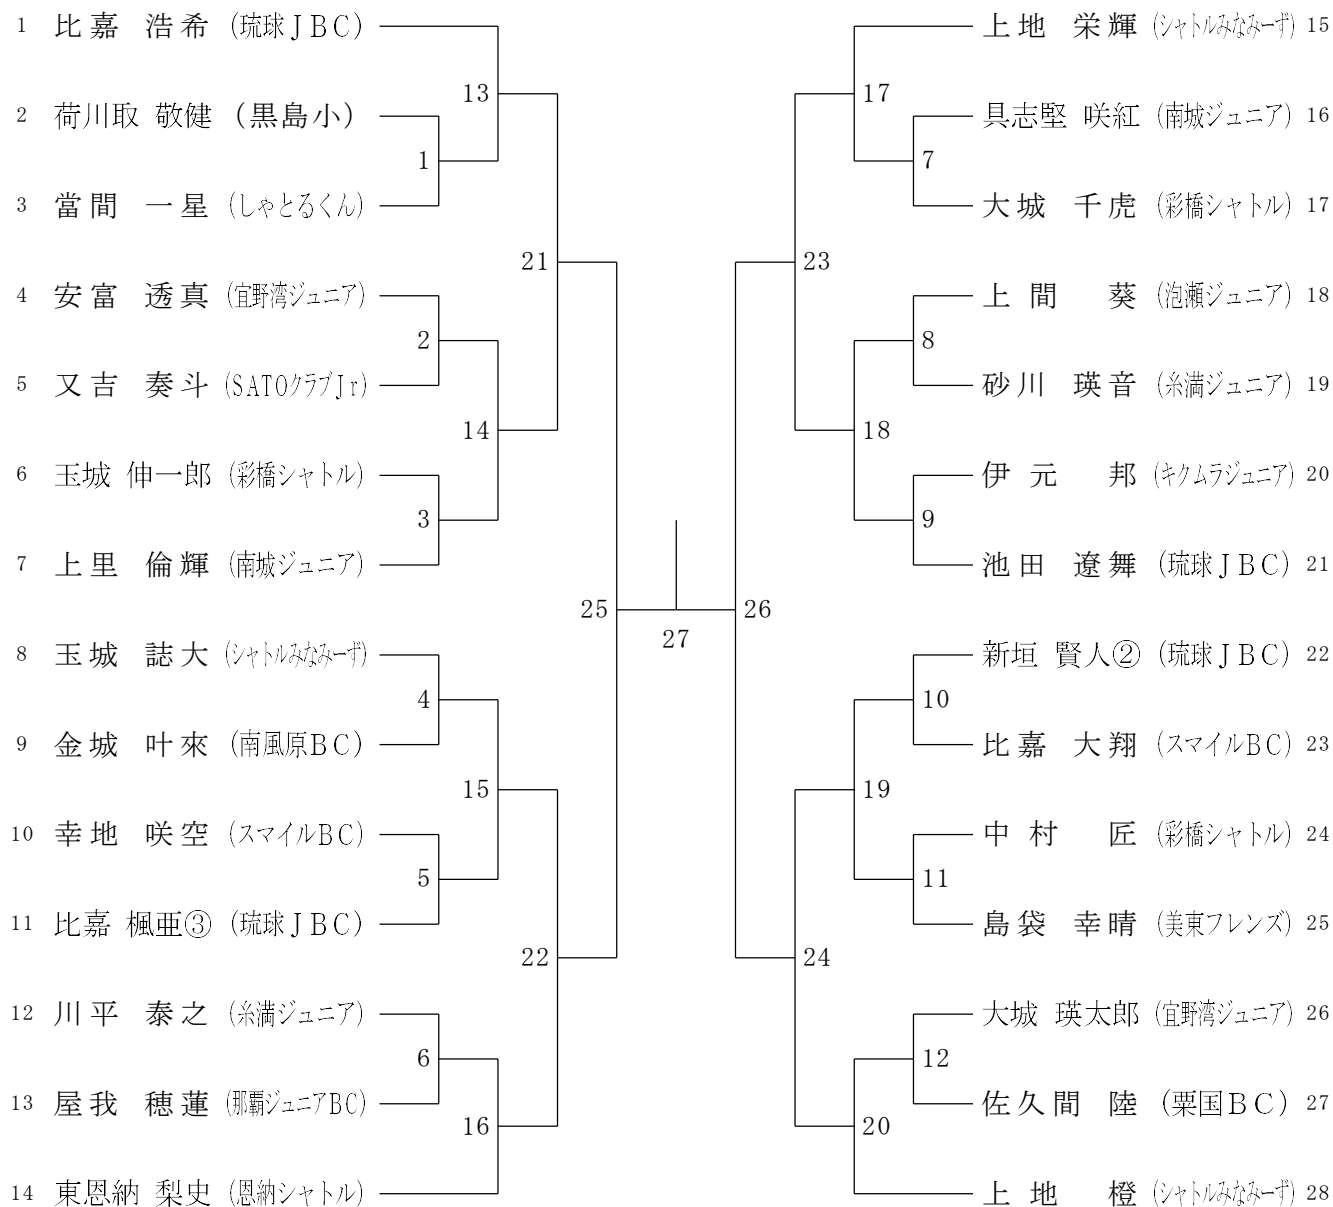 1 比嘉 浩希 (琉球JBC)
2 荷川取 敬健 (黒島小)
3 當間 一星 (しゃとるくん)
4 安富 透真 (宜野湾ジュニア)
5 又吉 奏斗 (SATOクラブJr)
6 玉城 伸一郎 (彩橋シャトル)
7 上里 倫輝 (南城ジュニア)
8 玉城 誌大 (シャトルみなみーず)
9 金城 叶來 (南風原BC)
10 幸地 咲空 (スマイルBC)
11 比嘉 楓亜③ (琉球JBC)
12 川平 泰之 (糸満ジュニア)
13 屋我 穂蓮 (那覇ジュニアBC)
14 東恩納 梨史 (恩納シャトル)
1
2
3
4
5
6
13
14
15
16
21
22
25
27
26
23
24
17
18
19
20
7
8
9
10
11
12
上地 栄輝 (シャトルみなみーず) 15
具志堅 咲紅 (南城ジュニア) 16
大城 千虎 (彩橋シャトル) 17
上間 葵 (泡瀬ジュニア) 18
砂川 瑛音 (糸満ジュニア) 19
伊元 邦 (キクムラジュニア) 20
池田 遼舞 (琉球JBC) 21
新垣 賢人② (琉球JBC) 22
比嘉 大翔 (スマイルBC) 23
中村 匠 (彩橋シャトル) 24
島袋 幸晴 (美東フレンズ) 25
大城 瑛太郎 (宜野湾ジュニア) 26
佐久間 陸 (粟国BC) 27
上地 橙 (シャトルみなみーず) 28